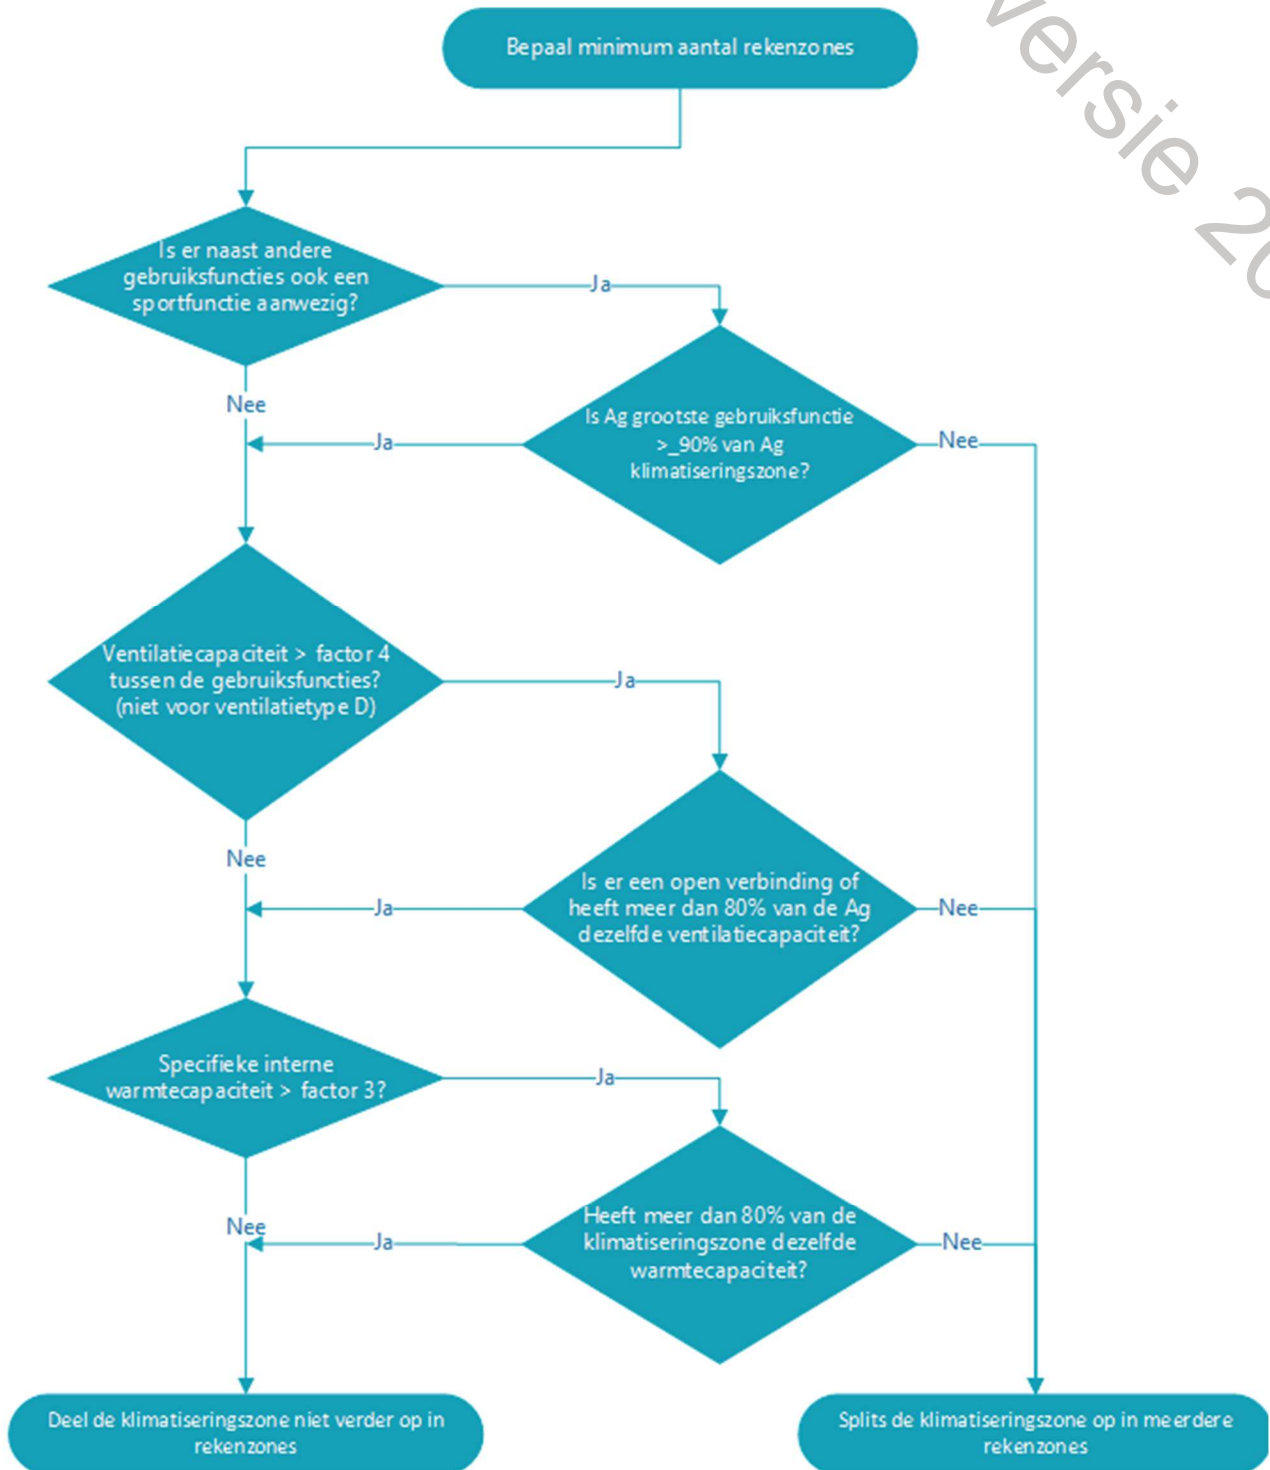 Bepaal minimum aantal rekenzones
versie 20
Is er naast andere
gebruiksfuncties ook een
sportfunctie aanwezig?
Ja
Nee
Is Ag grootste gebruiksfunctie
>_90% van Ag
klimatiseringszone?
Ja
Nee
Ventilatiecapaciteit > factor 4
tussen de gebruiksfuncties?
(niet voor ventilatietype D)
Ja
Nee
Is er een open verbinding of
heeft meer dan 80% van de Ag
dezelfde ventilatiecapaciteit?
Ja
Nee
Specifieke interne
warmtecapaciteit > factor 3?
Ja
Nee
Heeft meer dan 80% van de
klimatiseringszone dezelfde
warmtecapaciteit?
Ja
Nee
Deel de klimatiseringszone niet verder op in
rekenzones
Splits de klimatiseringszone op in meerdere
rekenzones